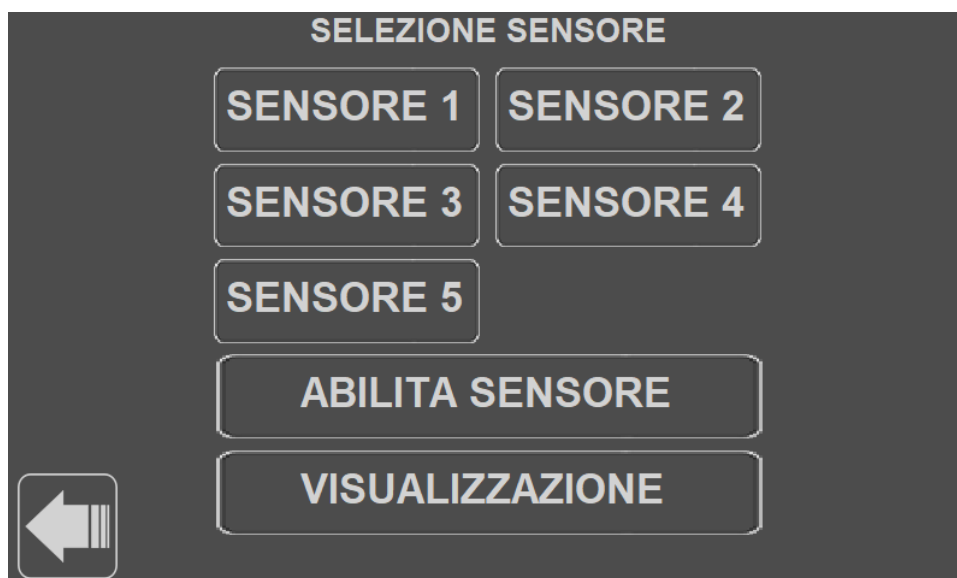 SELEZIONE SENSORE
SENSORE 1 SENSORE 2
SENSORE 3 SENSORE 4
SENSORE 5
ABILITA SENSORE
VISUALIZZAZIONE